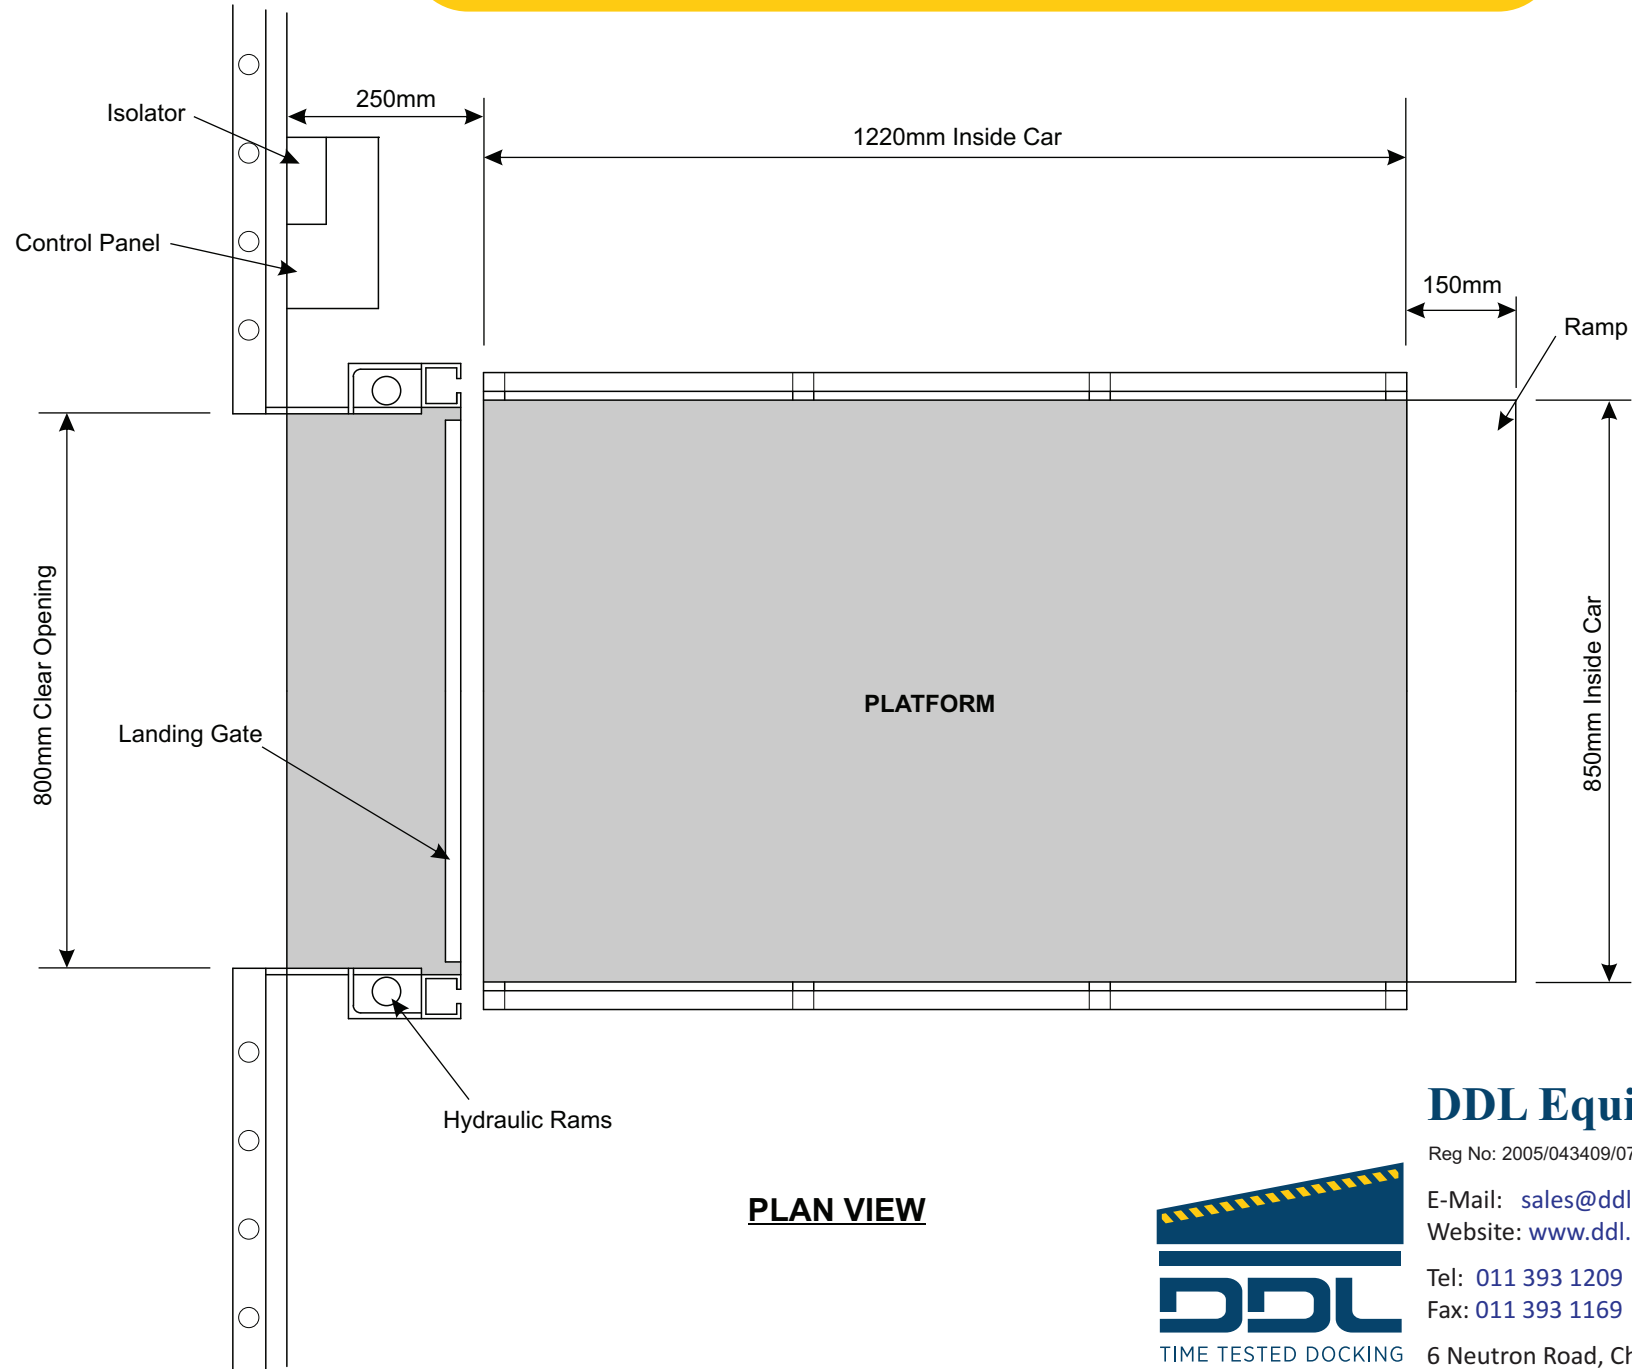 Isolator
250mm
1220mm Inside Car
Control Panel
150mm
Ramp
800mm Clear Opening
Landing Gate
PLATFORM
850mm Inside Car
Hydraulic Rams
PLAN VIEW
DDL
TIME TESTED DOCKING
DDL Equi
Reg No: 2005/043409/07
E-Mail: sales@ddl
Website: www.ddl.
Tel: 011 393 1209
Fax: 011 393 1169
6 Neutron Road, Ch